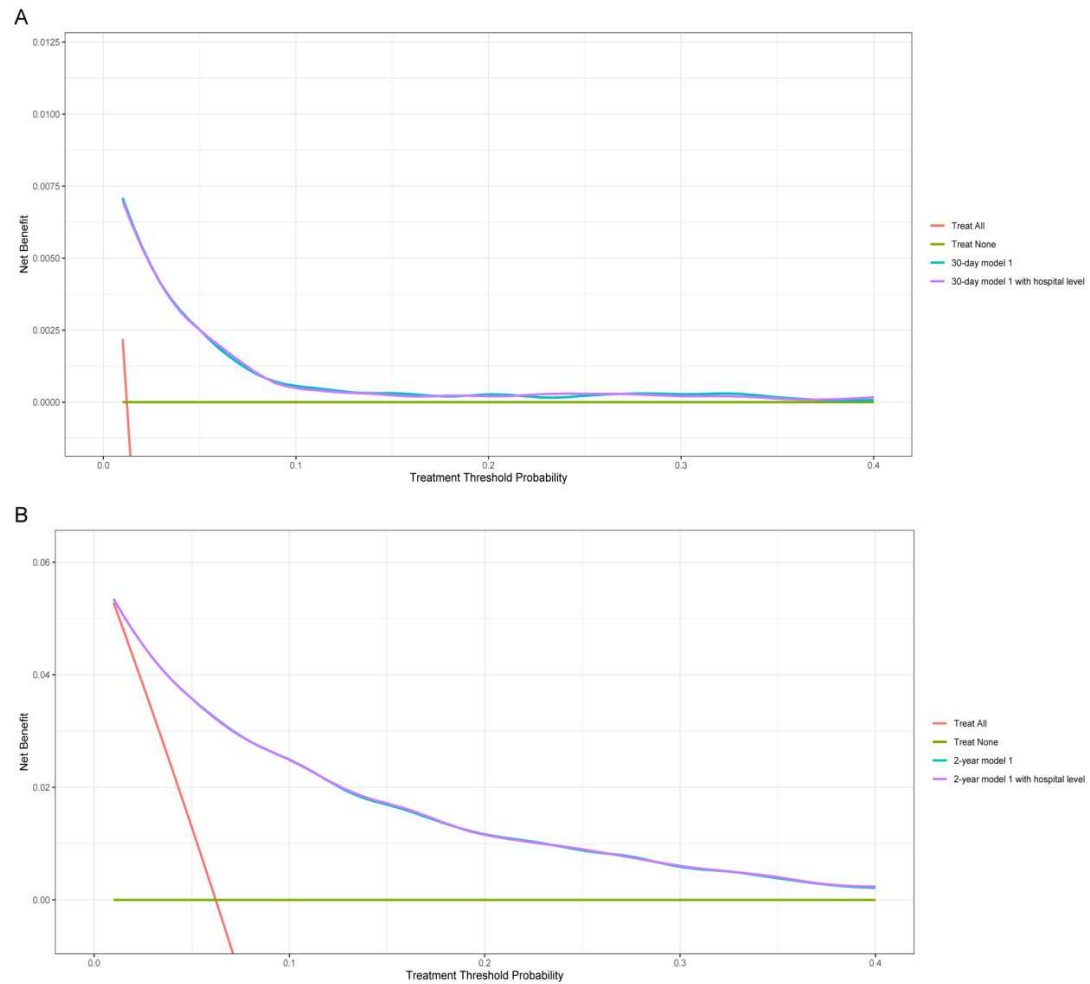 A
0.0125
0.0100
0.0075
0.0050
0.0025
0.0000
Net Benefit
0.0 0.1 0.2 0.3 0.4
Treatment Threshold Probability
Treat All
Treat None
30-day model 1
30-day model 1 with hospital level
B
0.06
0.04
0.02
0.00
Net Benefit
0.0 0.1 0.2 0.3 0.4
Treatment Threshold Probability
Treat All
Treat None
2-year model 1
2-year model 1 with hospital level